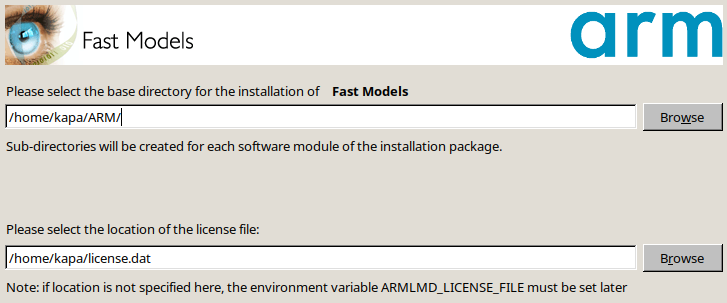 Fast Models
arm
Please select the base directory for the installation of Fast Models
/home/kapa/ARM/
Browse
Sub-directories will be created for each software module of the installation package.
Please select the location of the license file:
/home/kapa/license.dat
Browse
Note: if location is not specified here, the environment variable ARMLMD_LICENSE_FILE must be set later